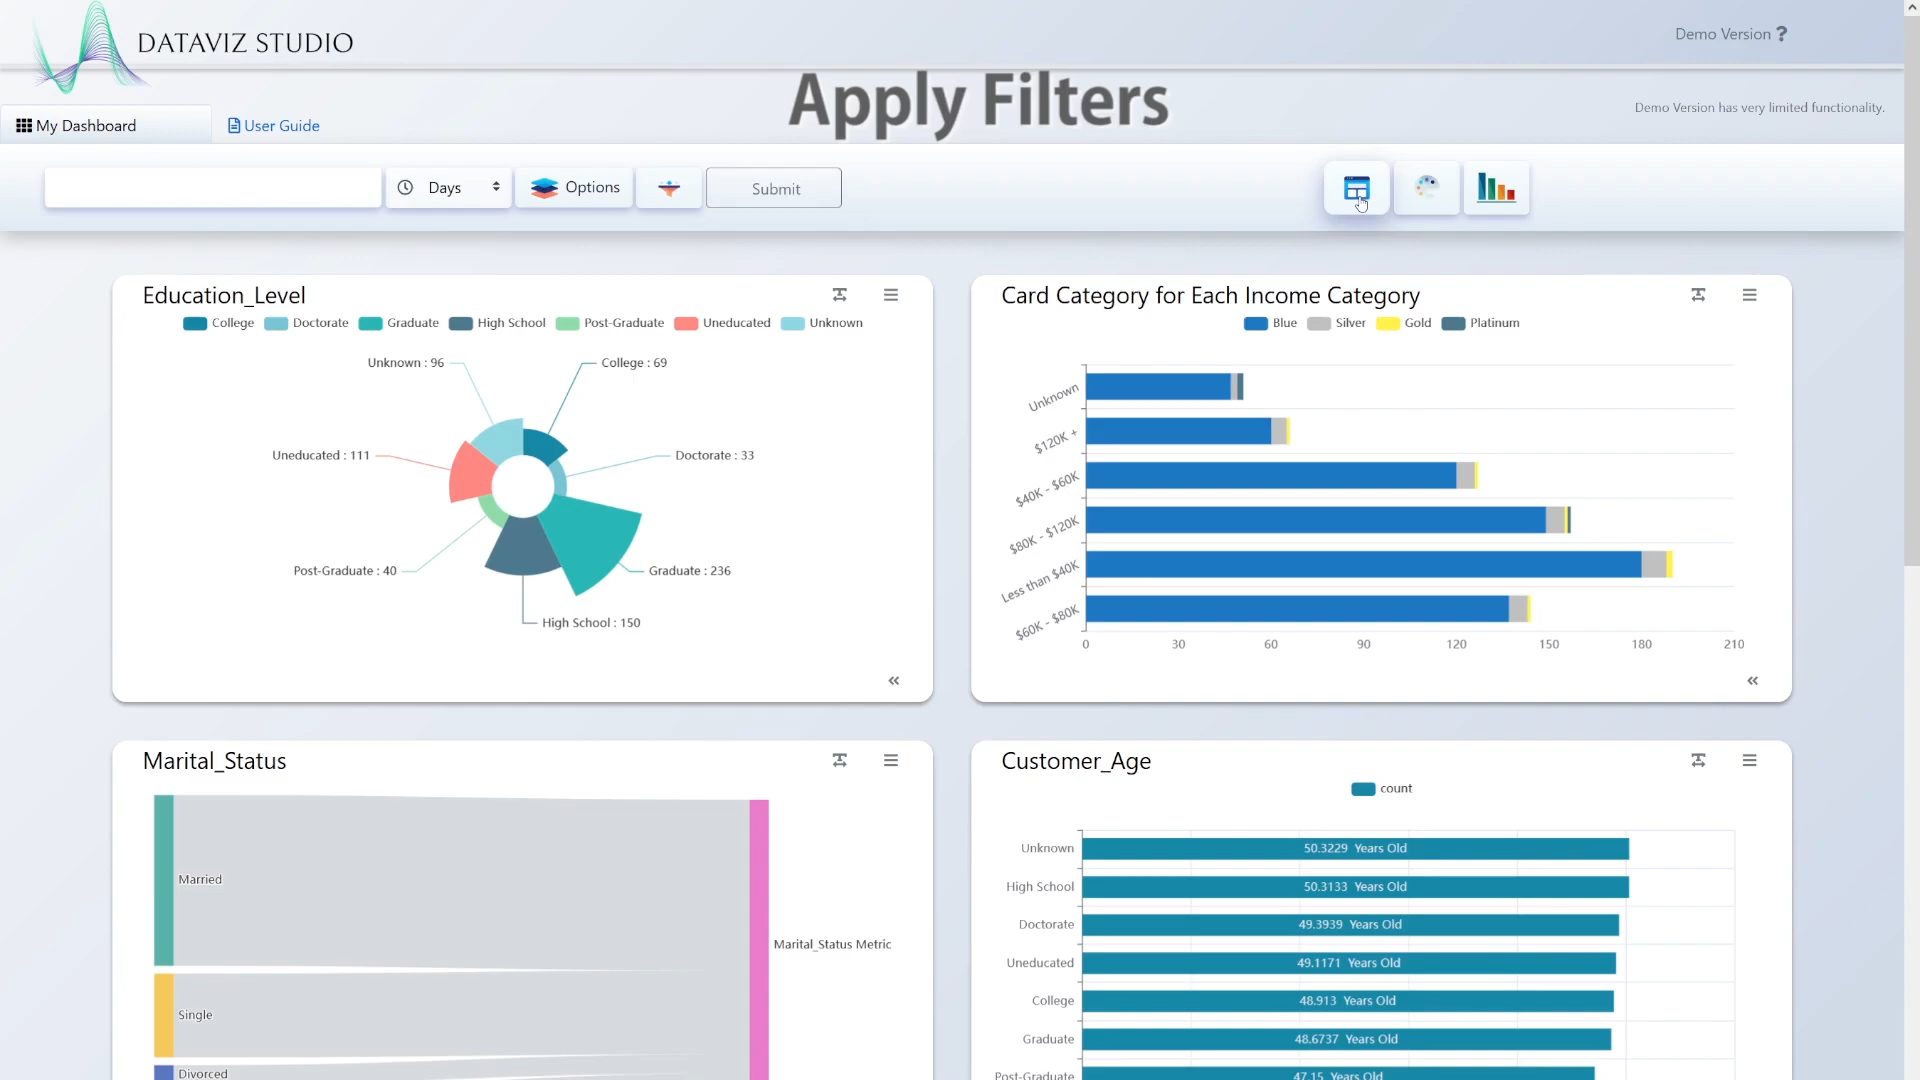 DATAVIZ STUDIO
Demo Version ?
Apply Filters
Demo Version has very limited functionality.
My Dashboard
User Guide
Days
Options
Submit
Education_Level
College Doctorate Graduate High School Post-Graduate Uneducated Unknown
Unknown : 96
College : 69
Uneducated : 111
Doctorate : 33
Post-Graduate : 40
Graduate : 236
High School : 150
«
Card Category for Each Income Category
Blue Silver Gold Platinum
Unknown
$120K +
$40K - $60K
$80K - $120K
Less than $40K
$60K - $80K
0 30 60 90 120 150 180 210
«
Marital_Status
Married
Single
Divorced
Marital_Status Metric
Customer_Age
count
Unknown 50.3229 Years Old
High School 50.3133 Years Old
Doctorate 49.3939 Years Old
Uneducated 49.1171 Years Old
College 48.913 Years Old
Graduate 48.6737 Years Old
Post-Graduate 47.15 Years Old